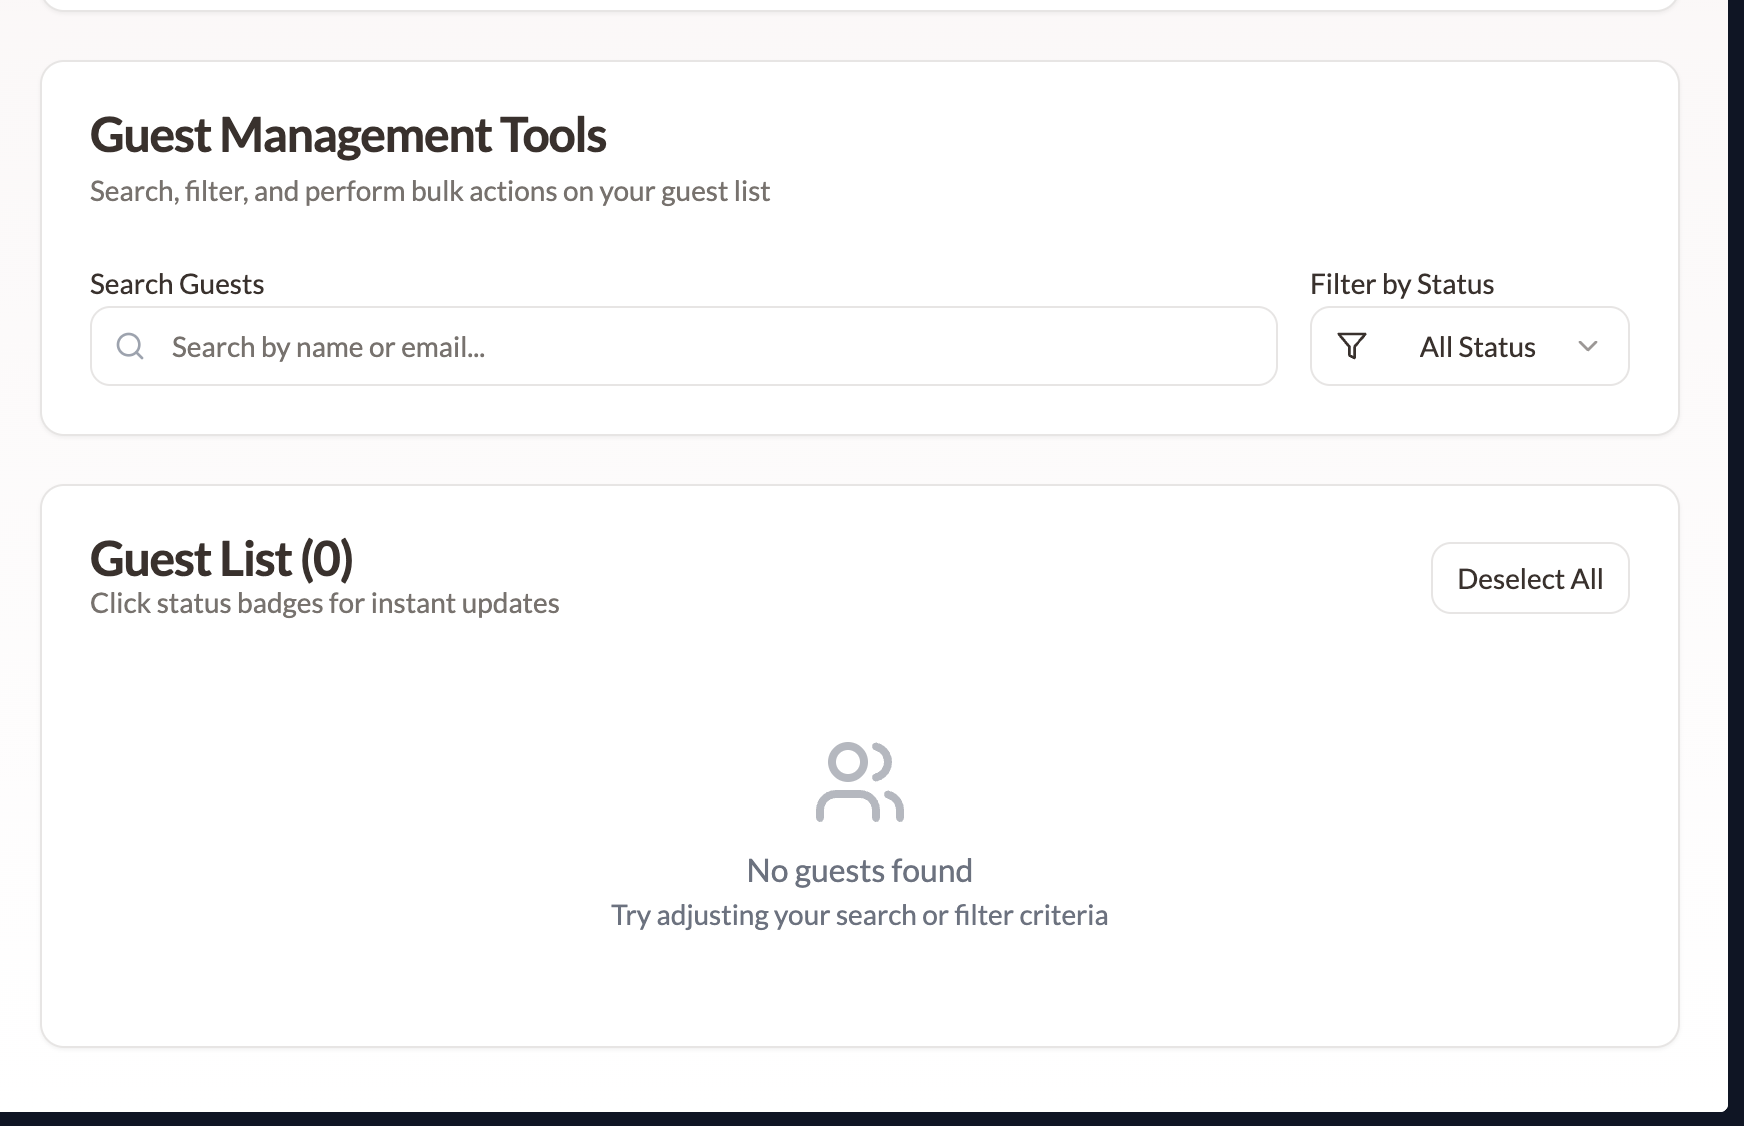 Guest Management Tools
Search, filter, and perform bulk actions on your guest list
Search Guests
Filter by Status
Search by name or email...
All Status
Guest List (0)
Click status badges for instant updates
Deselect All
No guests found
Try adjusting your search or filter criteria